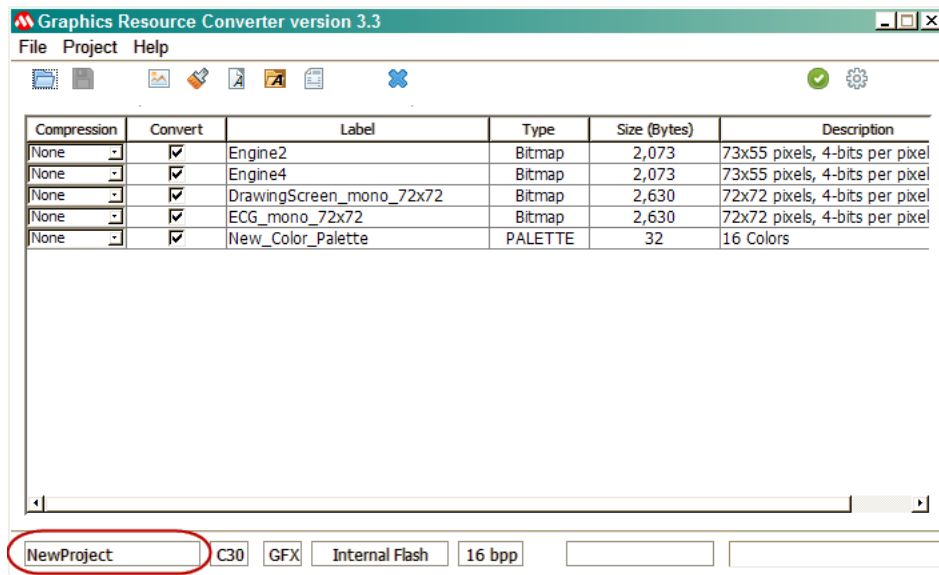 Graphics Resource Converter version 3.3
File Project Help
Compression Convert Label Type Size (Bytes) Description
None Engine2 Bitmap 2,073 73x55 pixels, 4-bits per pixel
None Engine4 Bitmap 2,073 73x55 pixels, 4-bits per pixel
None DrawingScreen_mono_72x72 Bitmap 2,630 72x72 pixels, 4-bits per pixel
None ECG_mono_72x72 Bitmap 2,630 72x72 pixels, 4-bits per pixel
None New_Color_Palette PALETTE 32 16 Colors
NewProject C30 GFX Internal Flash 16 bpp